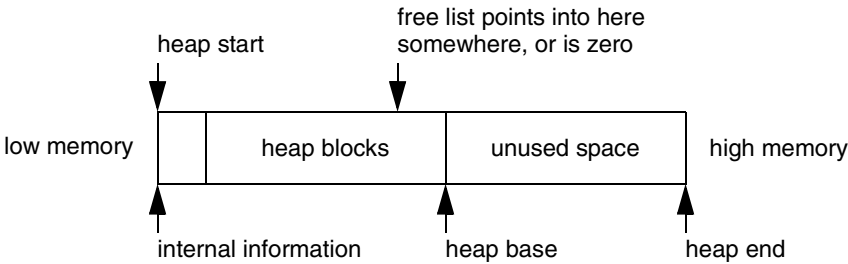 free list points into here
somewhere, or is zero
heap start
low memory
heap blocks
unused space
high memory
internal information
heap base
heap end